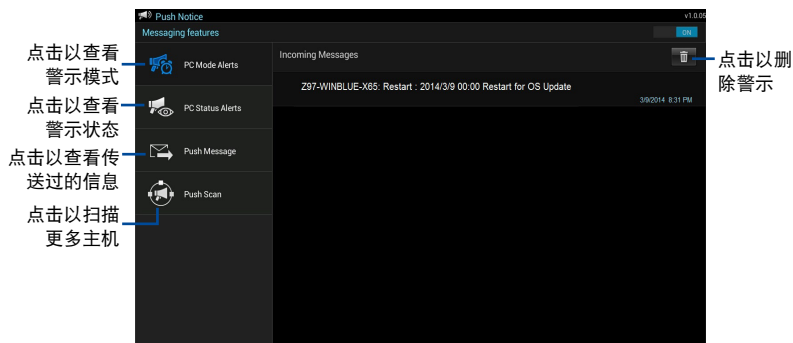 Push Notice
v1.0.05
Messaging features
ON
点击以查看
警示模式
PC Mode Alerts
Incoming Messages
点击以删
除警示
Z97-WINBLUE-X65: Restart : 2014/3/9 00:00 Restart for OS Update
3/9/2014 8:31 PM
点击以查看
警示状态
PC Status Alerts
点击以查看传
送过的信息
Push Message
点击以扫描
更多主机
Push Scan